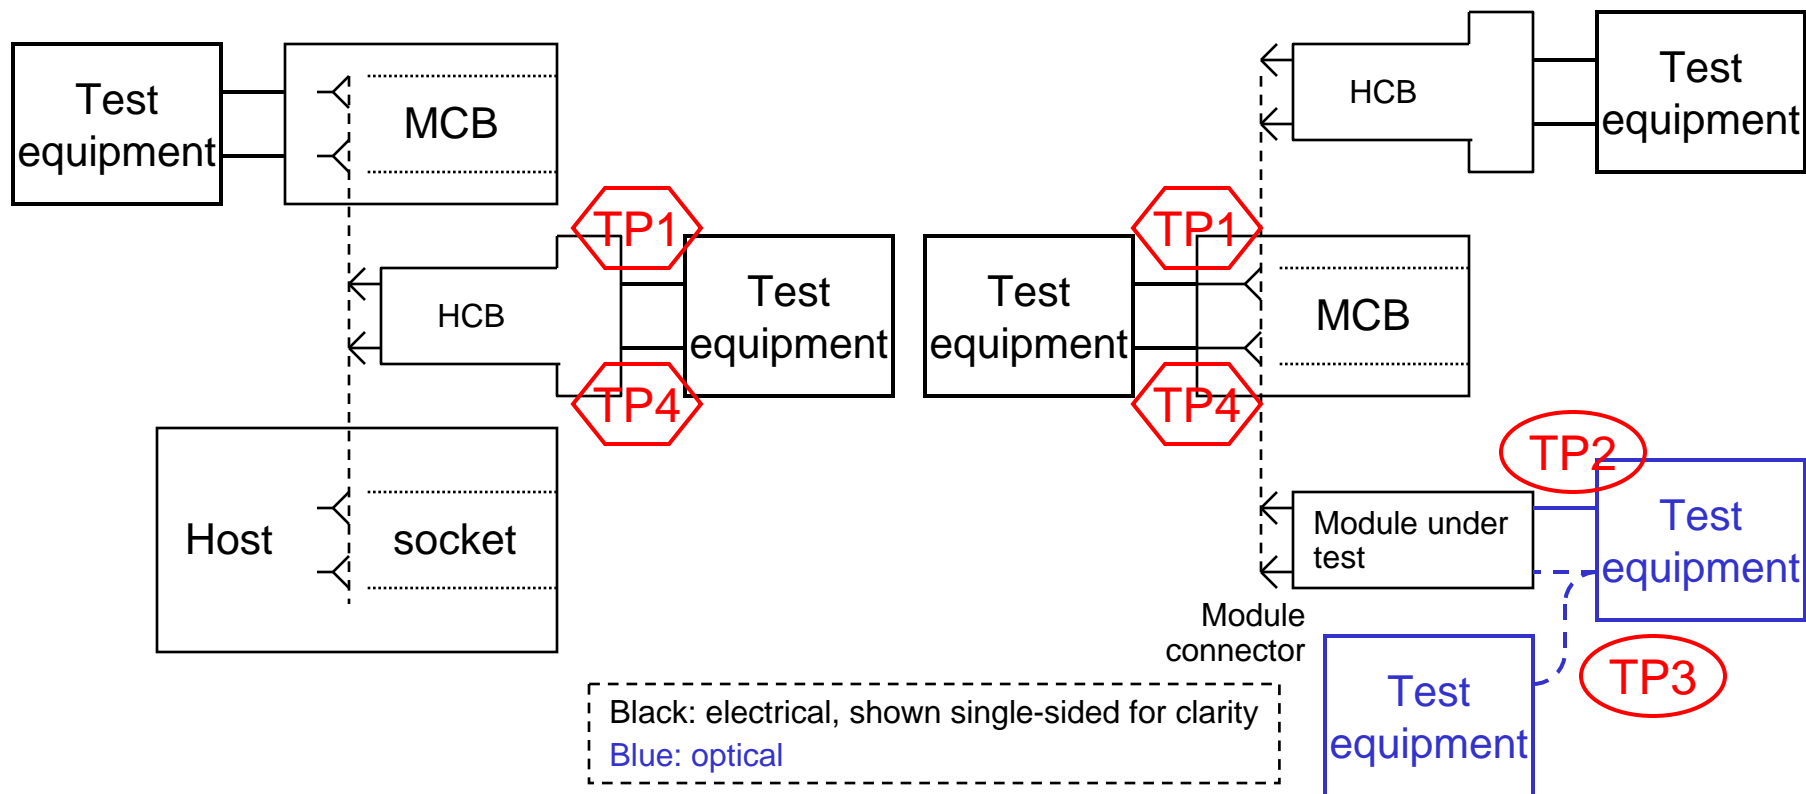 Test
equipment
MCB
HCB
Test
equipment
TP1
TP1
HCB
Test
equipment
Test
equipment
MCB
TP4
TP4
TP2
Host
socket
Module under
test
Test
equipment
Module
connector
TP3
Test
equipment
Black: electrical, shown single-sided for clarity
Blue: optical